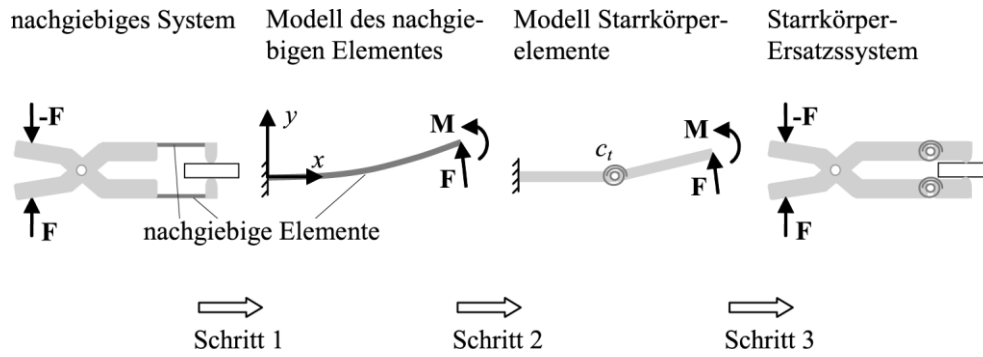 nachgiebiges System
Modell des nachgie-
bigen Elementes
Modell Starrkörper-
elemente
Starrkörper-
Ersatzssystem
-F
F
nachgiebige Elemente
y
x
M
F
c_t
M
F
-F
F
Schritt 1
Schritt 2
Schritt 3